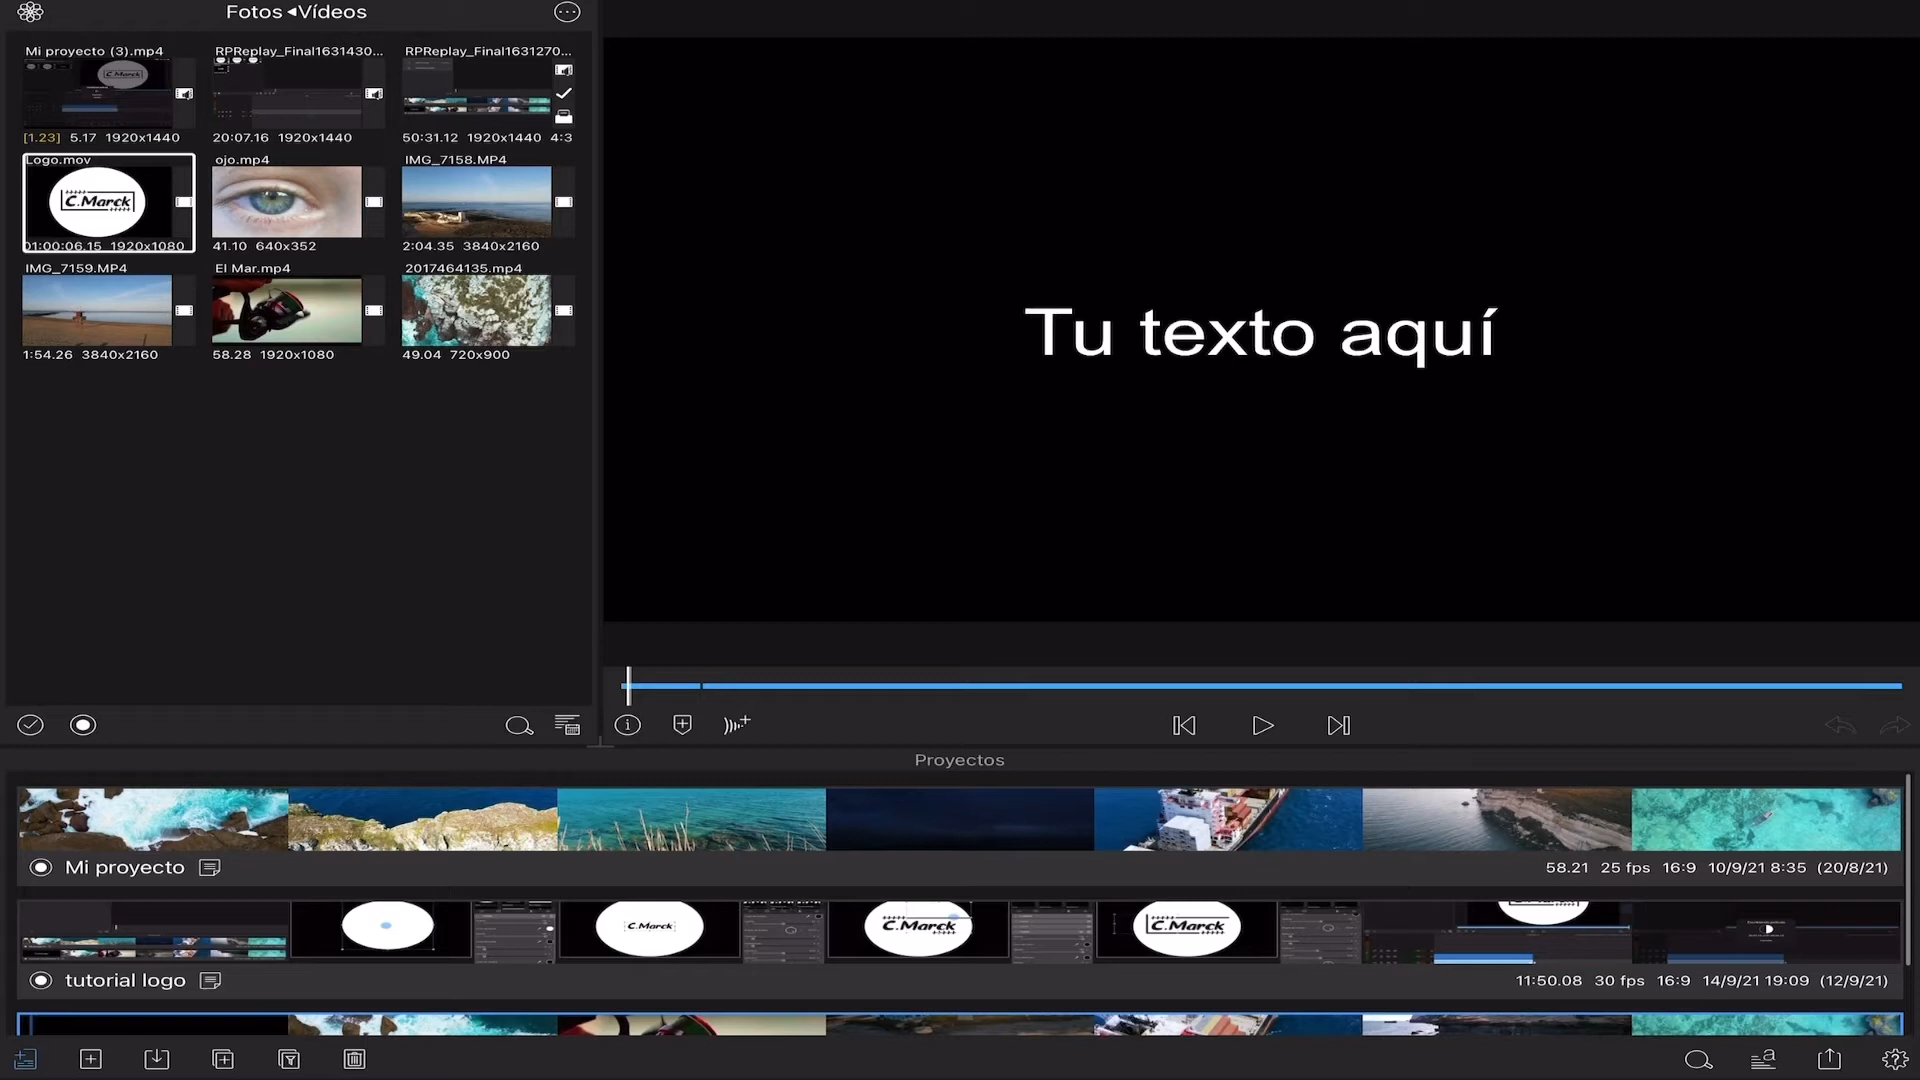 Fotos ◂Vídeos
Mi proyecto (3).mp4
RPReplay_Final1631430...
RPReplay_Final1631270...
C.Marck
[1.23] 5.17 1920x1440
20:07.16 1920x1440
50:31.12 1920x1440 4:3
Logo.mov
ojo.mp4
IMG_7158.MP4
C.Marck
01:00:06.15 1920x1080
41.10 640x352
2:04.35 3840x2160
IMG_7159.MP4
El Mar.mp4
2017464135.mp4
1:54.26 3840x2160
58.28 1920x1080
49.04 720x900
Tu texto aquí
Proyectos
Mi proyecto
58.21 25 fps 16:9 10/9/21 8:35 (20/8/21)
C.Marck
C.Marck
C.Marck
tutorial logo
11:50.08 30 fps 16:9 14/9/21 19:09 (12/9/21)